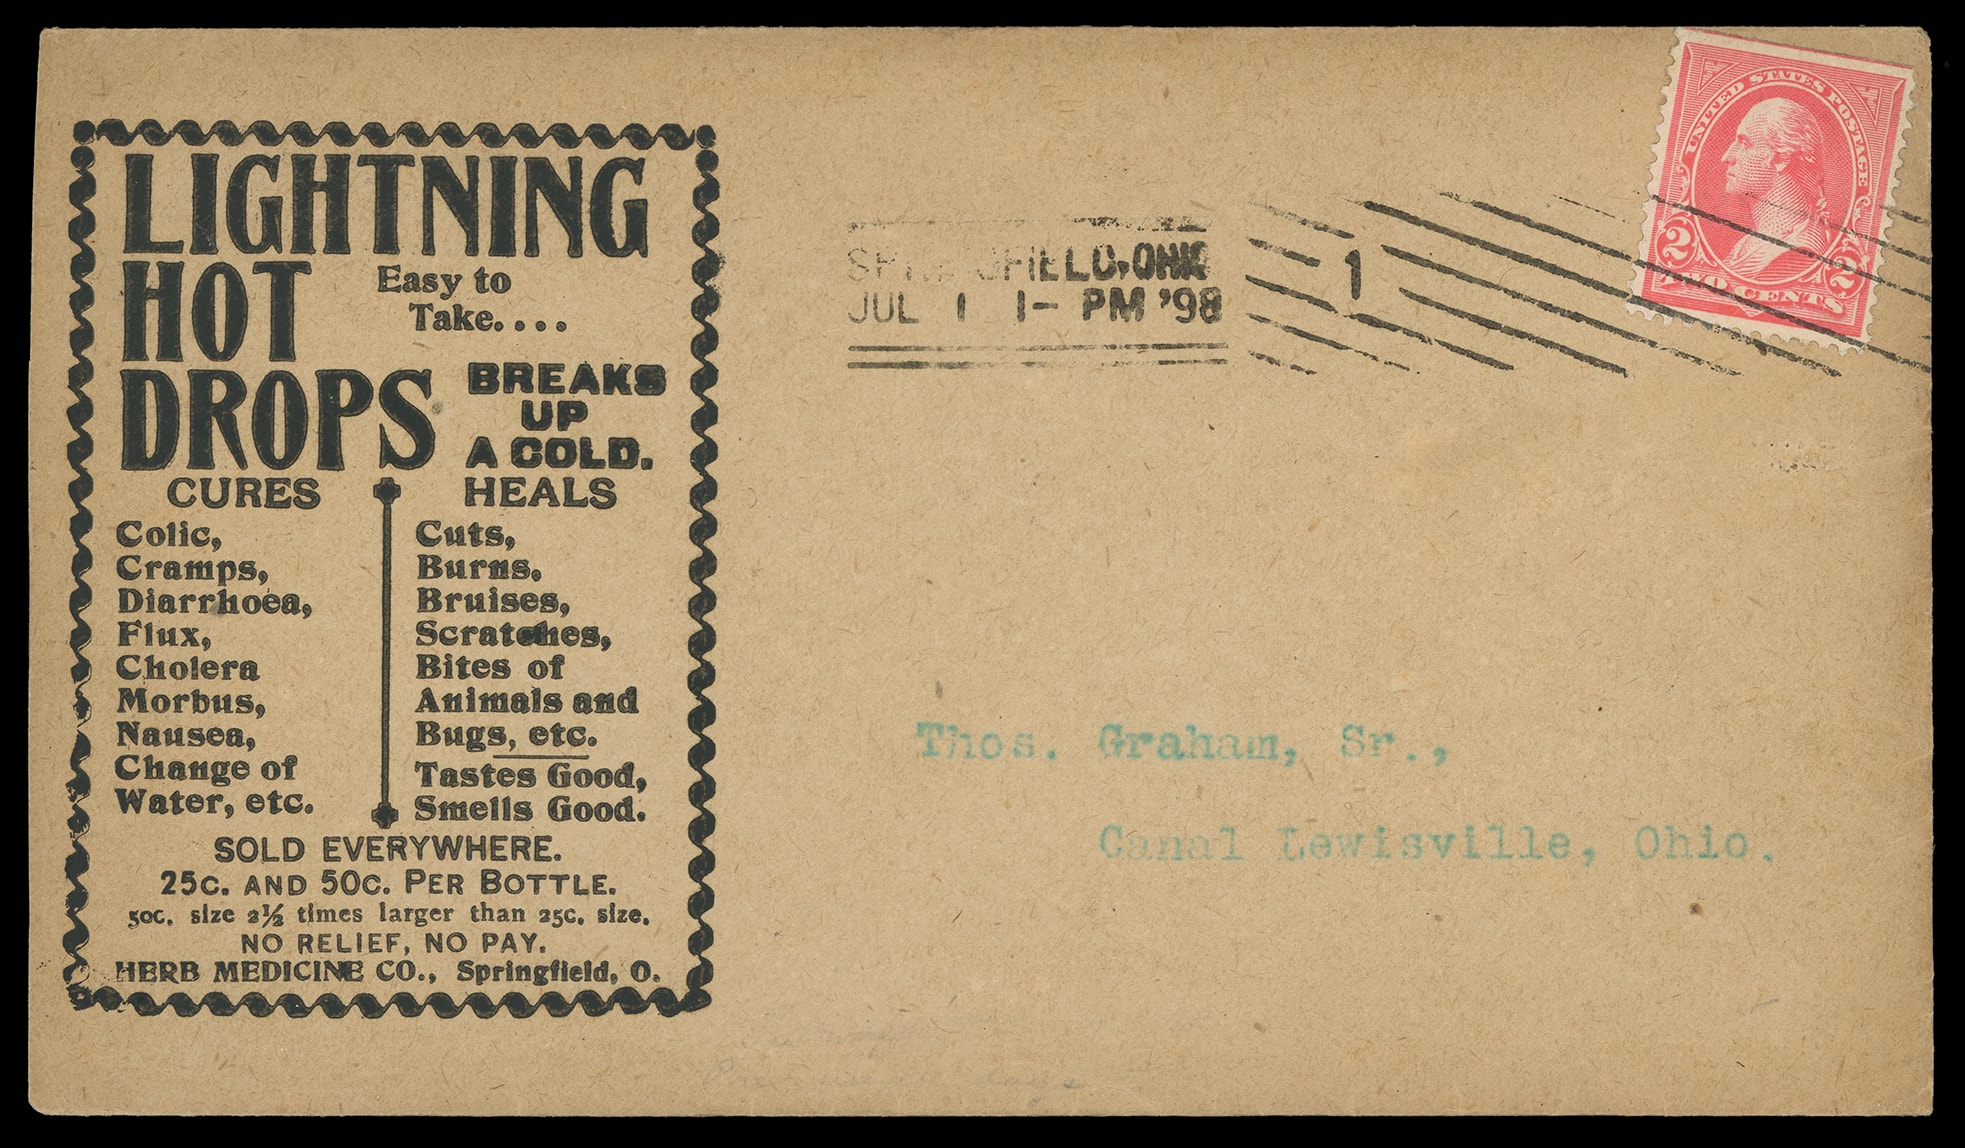 LIGHTNING
HOT
Easy to
Take....
DROPS
BREAKS
UP
A COLD.
CURES
Colic,
Cramps,
Diarrhoea,
Flux,
Cholera
Morbus,
Nausea,
Change of
Water, etc.
HEALS
Cuts,
Burns.
Bruises,
Scratches,
Bites of
Animals and
Bugs, etc.
Tastes Good,
Smells Good.
SOLD EVERYWHERE.
25C. AND 50C. PER BOTTLE.
50C. size 2½ times larger than 25C. size.
NO RELIEF, NO PAY.
HERB MEDICINE CO., Springfield, O.
SPRINGFIELD, OHIO
JUL 1 1- PM '98
1
UNITED STATES POSTAGE
2 2
TWO CENTS
Thos. Graham, Sr.,
Canal Lewisville, Ohio.